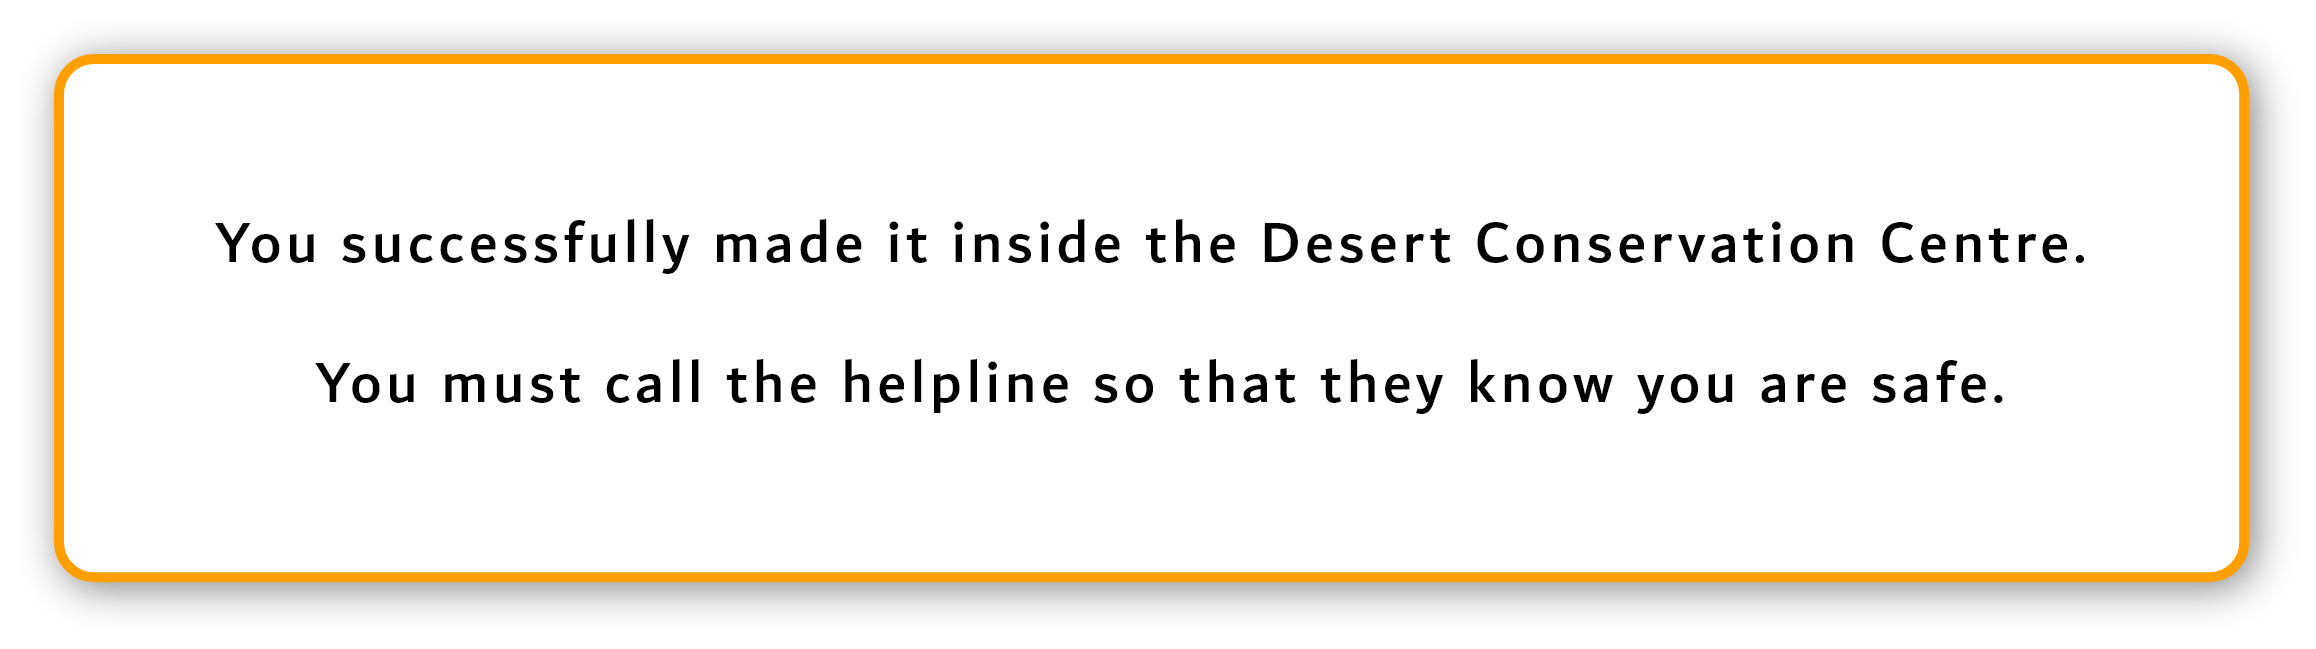 You successfully made it inside the Desert Conservation Centre.
You must call the helpline so that they know you are safe.